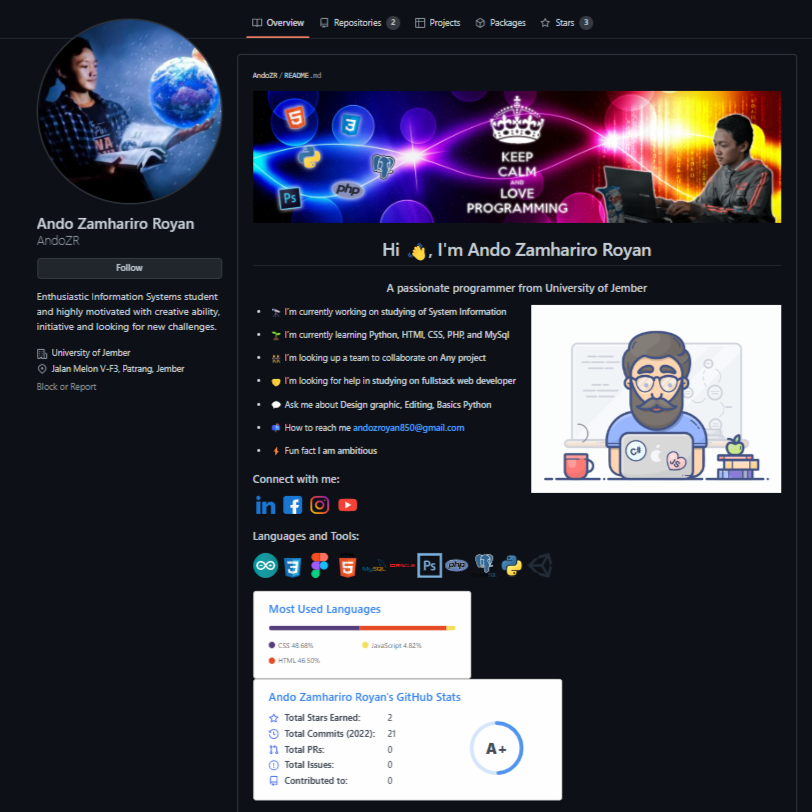 Overview
Repositories 2
Projects
Packages
Stars 3
AndoZR / README.md
KEEP
CALM
AND
LOVE
PROGRAMMING
php
Ps
Ando Zamhariro Royan
AndoZR
Follow
Enthusiastic Information Systems student
and highly motivated with creative ability,
initiative and looking for new challenges.
University of Jember
Jalan Melon V-F3, Patrang, Jember
Block or Report
Hi 👋, I'm Ando Zamhariro Royan
A passionate programmer from University of Jember
🔭 I'm currently working on studying of System Information
🌱 I'm currently learning Python, HTMl, CSS, PHP, and MySql
👯 I'm looking up a team to collaborate on Any project
🤝 I'm looking for help in studying on fullstack web developer
💬 Ask me about Design graphic, Editing, Basics Python
📫 How to reach me andozroyan850@gmail.com
⚡ Fun fact I am ambitious
C#
JS
Connect with me:
in
Languages and Tools:
MySQL
ORACLE
Ps
php
Most Used Languages
CSS 48.68%
JavaScript 4.82%
HTML 46.50%
Ando Zamhariro Royan's GitHub Stats
Total Stars Earned: 2
Total Commits (2022): 21
Total PRs: 0
Total Issues: 0
Contributed to: 0
A+